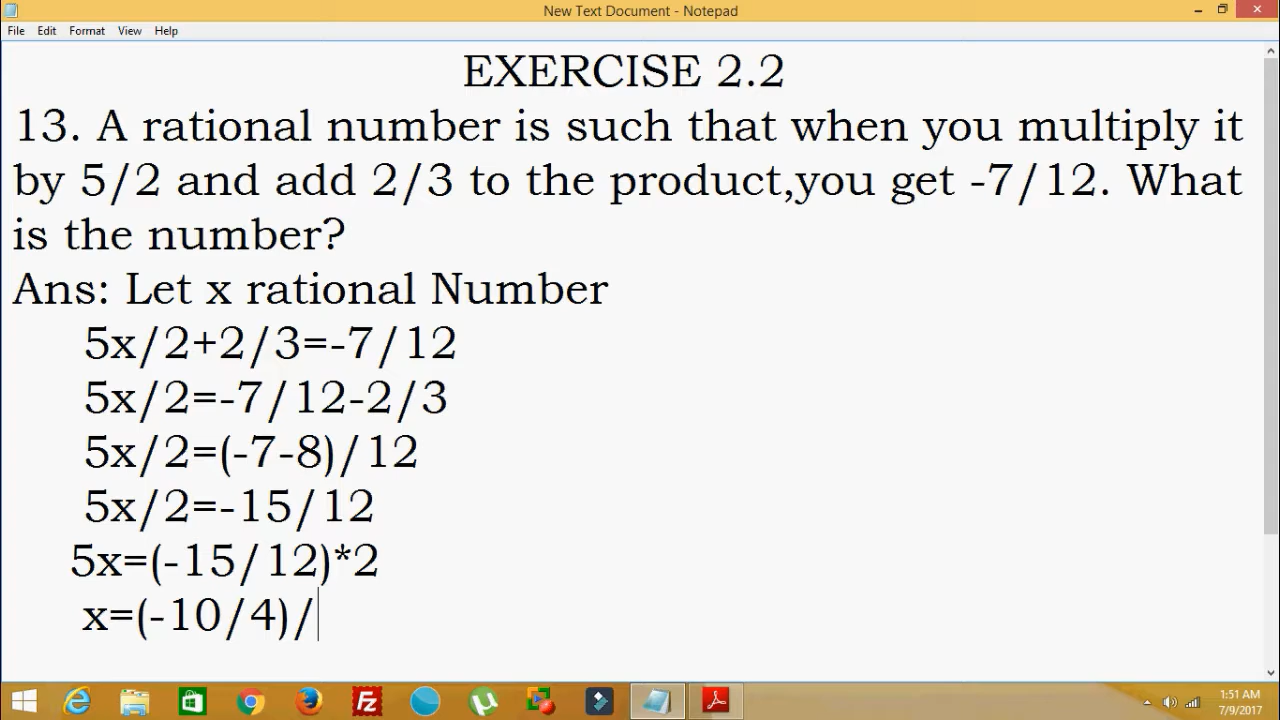 New Text Document - Notepad
File Edit Format View Help
EXERCISE 2.2
13. A rational number is such that when you multiply it
by 5/2 and add 2/3 to the product,you get -7/12. What
is the number?
Ans: Let x rational Number
5x/2+2/3=-7/12
5x/2=-7/12-2/3
5x/2=(-7-8)/12
5x/2=-15/12
5x=(-15/12)*2
x=(-10/4)/
Fz
1:51 AM
7/9/2017